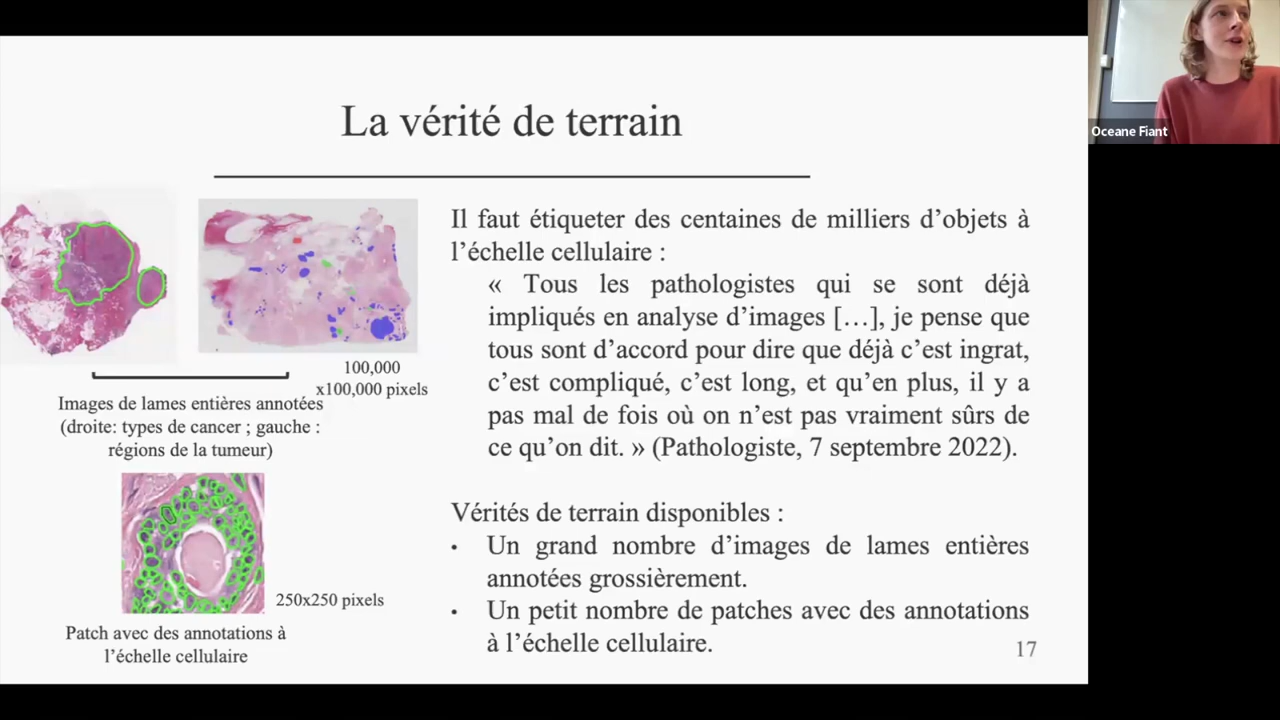 La vérité de terrain
Il faut étiqueter des centaines de milliers d'objets à
l'échelle cellulaire :
« Tous les pathologistes qui se sont déjà
impliqués en analyse d'images […], je pense que
tous sont d'accord pour dire que déjà c'est ingrat,
c'est compliqué, c'est long, et qu'en plus, il y a
pas mal de fois où on n'est pas vraiment sûrs de
ce qu'on dit. » (Pathologiste, 7 septembre 2022).
Vérités de terrain disponibles :
• Un grand nombre d'images de lames entières
annotées grossièrement.
• Un petit nombre de patches avec des annotations
à l'échelle cellulaire.
100,000
x100,000 pixels
Images de lames entières annotées
(droite: types de cancer ; gauche :
régions de la tumeur)
250x250 pixels
Patch avec des annotations à
l'échelle cellulaire
17
Oceane Fiant